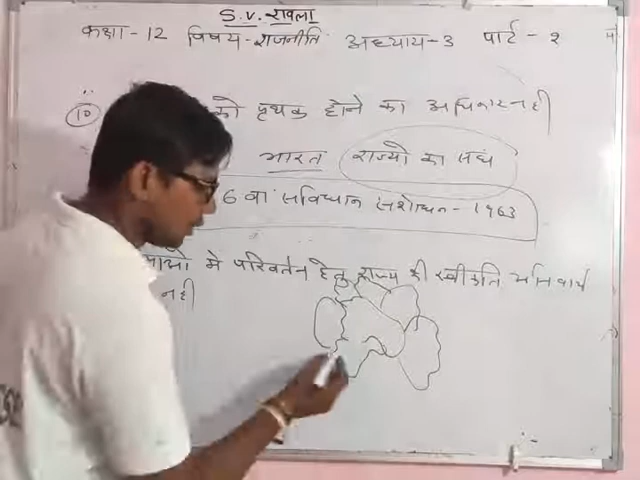 S.V. रावला
कक्षा - 12 विषय - राजनीति अध्याय - 3 पार्ट - २
(10) को पृथक होने का अधिकार नही
भारत राज्यो का संघ
6 वां संविधान संशोधन - 1963
ओ मे परिवर्तन हेतु राज्य की स्वीकृति अनिवार्य
नही